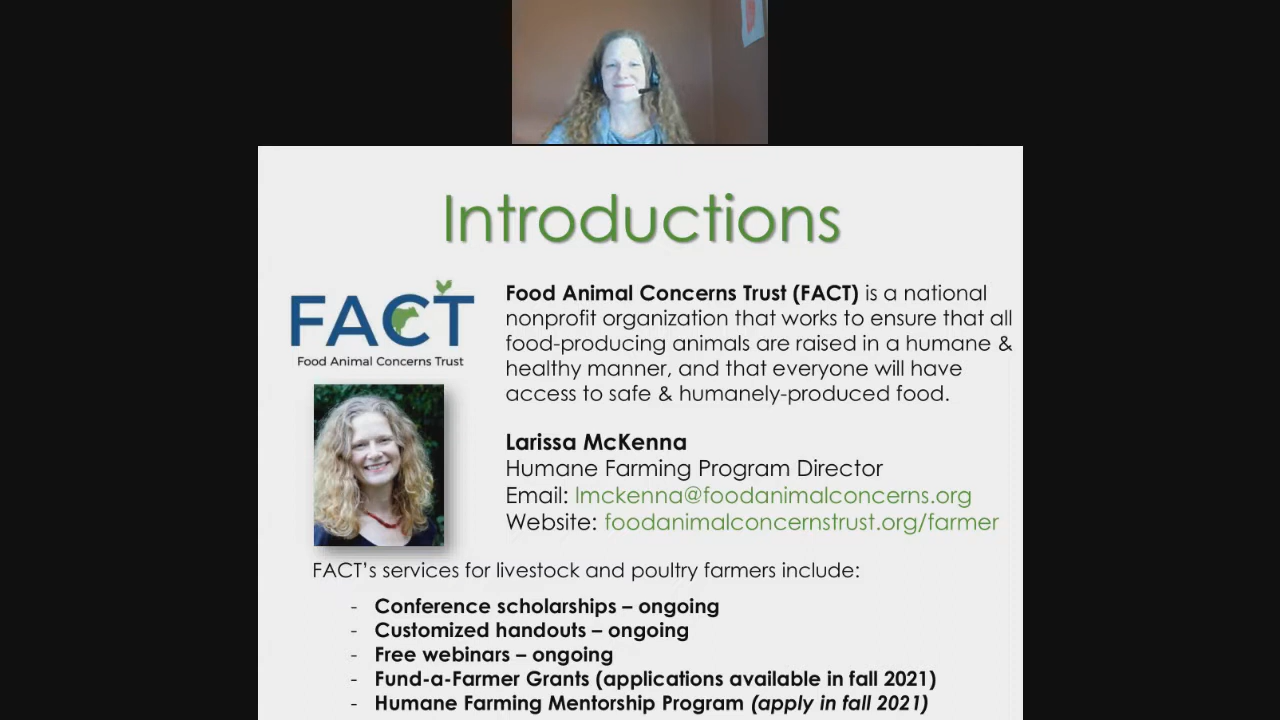 Introductions
FACT
Food Animal Concerns Trust
Food Animal Concerns Trust (FACT) is a national
nonprofit organization that works to ensure that all
food-producing animals are raised in a humane &
healthy manner, and that everyone will have
access to safe & humanely-produced food.
Larissa McKenna
Humane Farming Program Director
Email: lmckenna@foodanimalconcerns.org
Website: foodanimalconcernstrust.org/farmer
FACT’s services for livestock and poultry farmers include:
- Conference scholarships – ongoing
- Customized handouts – ongoing
- Free webinars – ongoing
- Fund-a-Farmer Grants (applications available in fall 2021)
- Humane Farming Mentorship Program (apply in fall 2021)